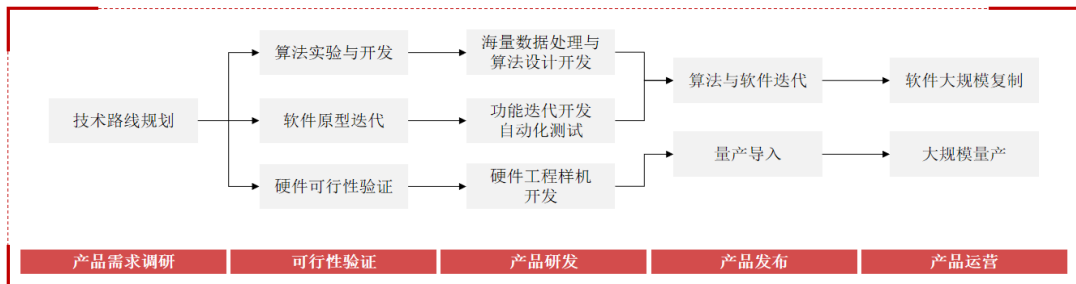 算法实验与开发
海量数据处理与
算法设计开发
算法与软件迭代
软件大规模复制
技术路线规划
软件原型迭代
功能迭代开发
自动化测试
量产导入
大规模量产
硬件可行性验证
硬件工程样机
开发
产品需求调研
可行性验证
产品研发
产品发布
产品运营